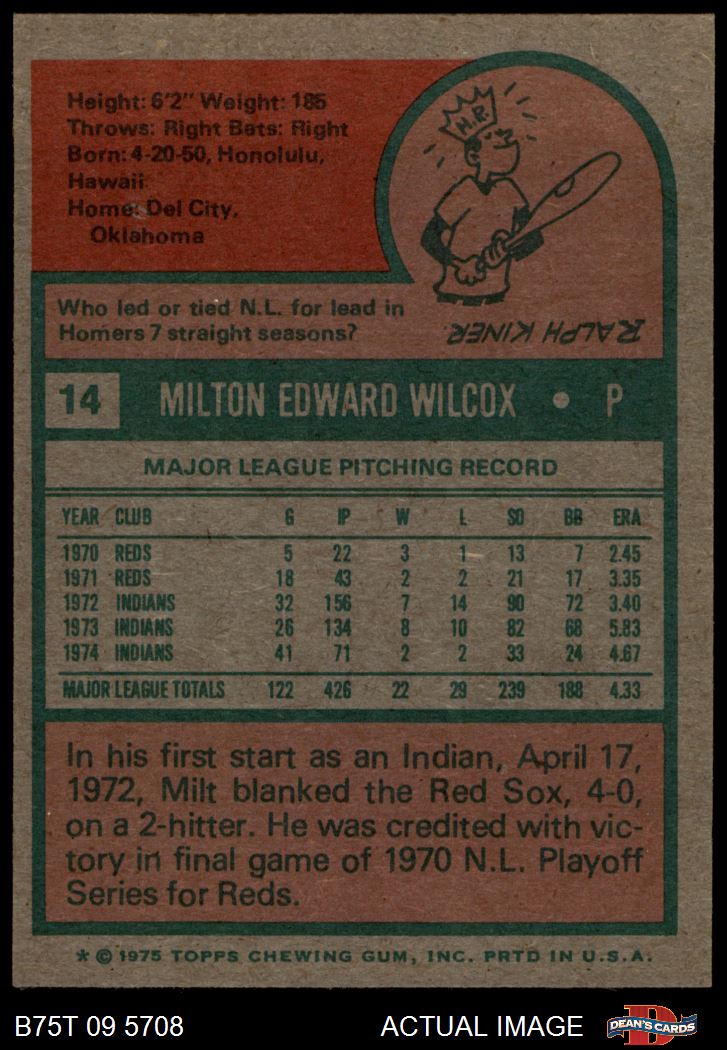 Height: 6'2" Weight: 185
Throws: Right Bats: Right
Born: 4-20-50, Honolulu,
Hawaii
Home: Del City,
Oklahoma
H.R.
Who led or tied N.L. for lead in
Homers 7 straight seasons?
RALPH KINER
14 MILTON EDWARD WILCOX • P
MAJOR LEAGUE PITCHING RECORD
YEAR CLUB G IP W L SO BB ERA
1970 REDS 5 22 3 1 13 7 2.45
1971 REDS 18 43 2 2 21 17 3.35
1972 INDIANS 32 156 7 14 90 72 3.40
1973 INDIANS 26 134 8 10 82 68 5.83
1974 INDIANS 41 71 2 2 33 24 4.67
MAJOR LEAGUE TOTALS 122 426 22 29 239 188 4.33
In his first start as an Indian, April 17,
1972, Milt blanked the Red Sox, 4-0,
on a 2-hitter. He was credited with vic-
tory in final game of 1970 N.L. Playoff
Series for Reds.
* © 1975 TOPPS CHEWING GUM, INC. PRTD IN U.S.A.
B75T 09 5708 ACTUAL IMAGE D DEAN'S CARDS